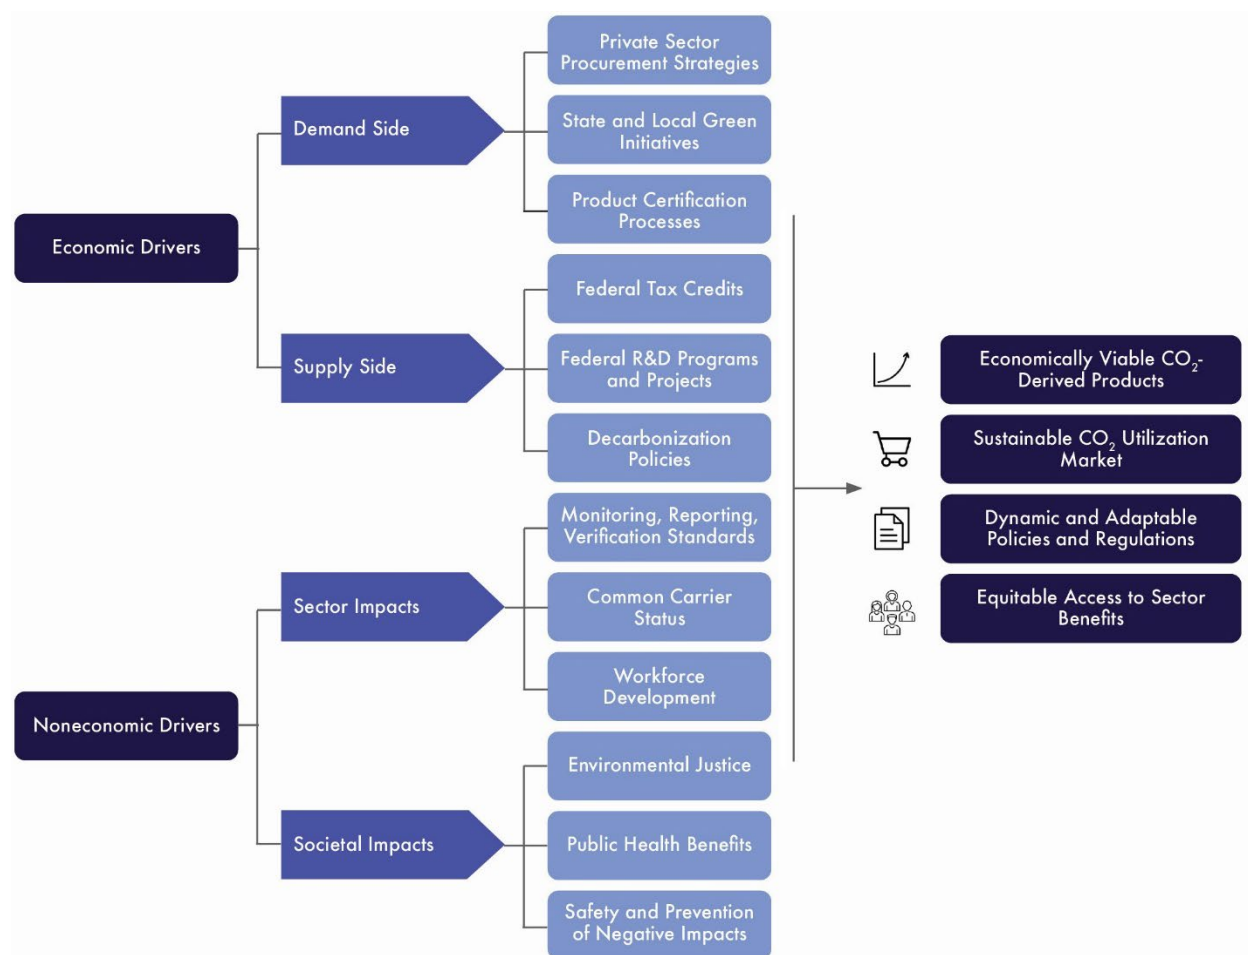 Economic Drivers
Demand Side
Private Sector
Procurement Strategies
State and Local Green
Initiatives
Product Certification
Processes
Supply Side
Federal Tax Credits
Federal R&D Programs
and Projects
Decarbonization
Policies
Noneconomic Drivers
Sector Impacts
Monitoring, Reporting,
Verification Standards
Common Carrier
Status
Workforce
Development
Societal Impacts
Environmental Justice
Public Health Benefits
Safety and Prevention
of Negative Impacts
Economically Viable CO₂-
Derived Products
Sustainable CO₂ Utilization
Market
Dynamic and Adaptable
Policies and Regulations
Equitable Access to Sector
Benefits